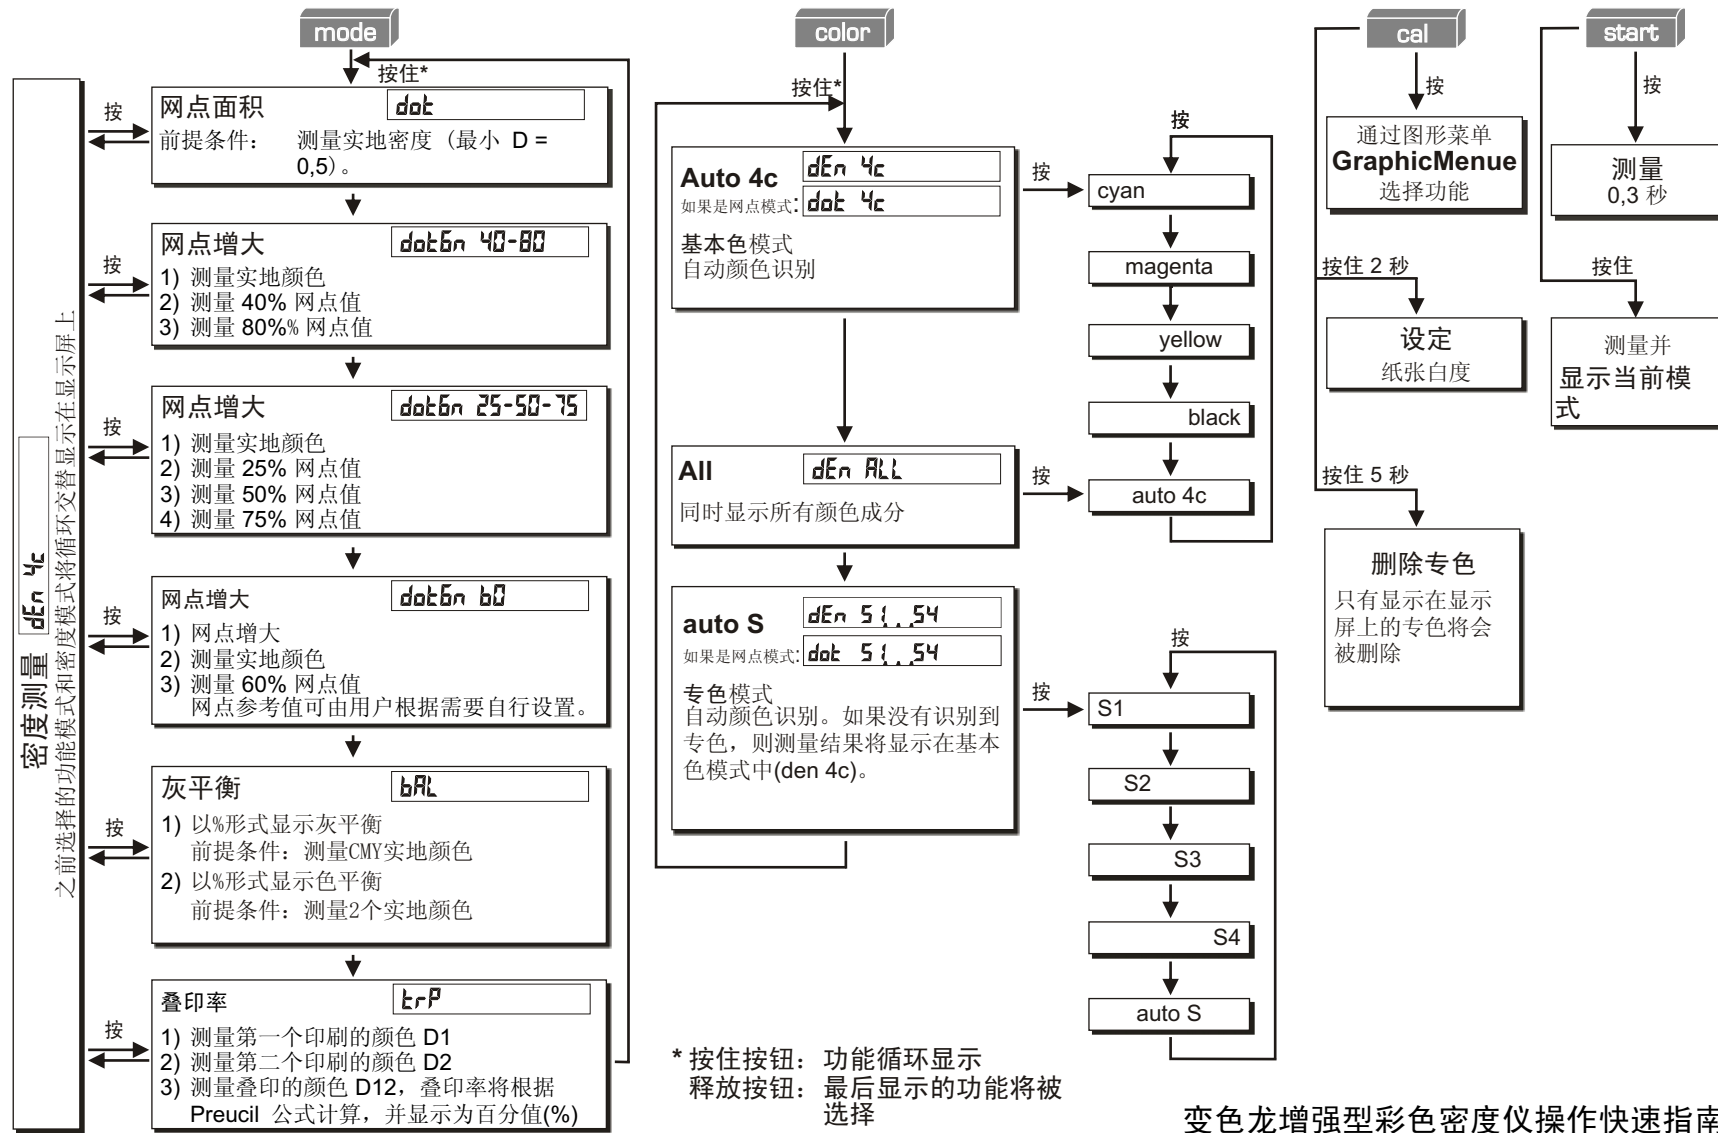 mode
按住*
密度测量 dEn 4c
之前选择的功能模式和密度模式将循环交替显示在显示屏上
按
网点面积 dot
前提条件: 测量实地密度 (最小 D =
0,5)。
按
网点增大 dotGn 40-80
1) 测量实地颜色
2) 测量 40% 网点值
3) 测量 80%% 网点值
按
网点增大 dotGn 25-50-75
1) 测量实地颜色
2) 测量 25% 网点值
3) 测量 50% 网点值
4) 测量 75% 网点值
按
网点增大 dotGn b0
1) 网点增大
2) 测量实地颜色
3) 测量 60% 网点值
网点参考值可由用户根据需要自行设置。
按
灰平衡 bAL
1) 以%形式显示灰平衡
前提条件: 测量CMY实地颜色
2) 以%形式显示色平衡
前提条件: 测量2个实地颜色
按
叠印率 trP
1) 测量第一个印刷的颜色 D1
2) 测量第二个印刷的颜色 D2
3) 测量叠印的颜色 D12, 叠印率将根据
Preucil 公式计算, 并显示为百分值(%)
color
按住*
Auto 4c dEn 4c
如果是网点模式: dot 4c
基本色模式
自动颜色识别
按
All dEn ALL
同时显示所有颜色成分
按
auto S dEn S1...S4
如果是网点模式: dot S1...S4
专色模式
自动颜色识别。如果没有识别到
专色, 则测量结果将显示在基本
色模式中(den 4c)。
按
按
cyan
magenta
yellow
black
auto 4c
按
S1
S2
S3
S4
auto S
* 按住按钮: 功能循环显示
释放按钮: 最后显示的功能将被
选择
cal
按
通过图形菜单
GraphicMenue
选择功能
按住 2 秒
设定
纸张白度
按住 5 秒
删除专色
只有显示在显示
屏上的专色将会
被删除
start
按
测量
0,3 秒
按住
测量并
显示当前模
式
变色龙增强型彩色密度仪操作快速指南